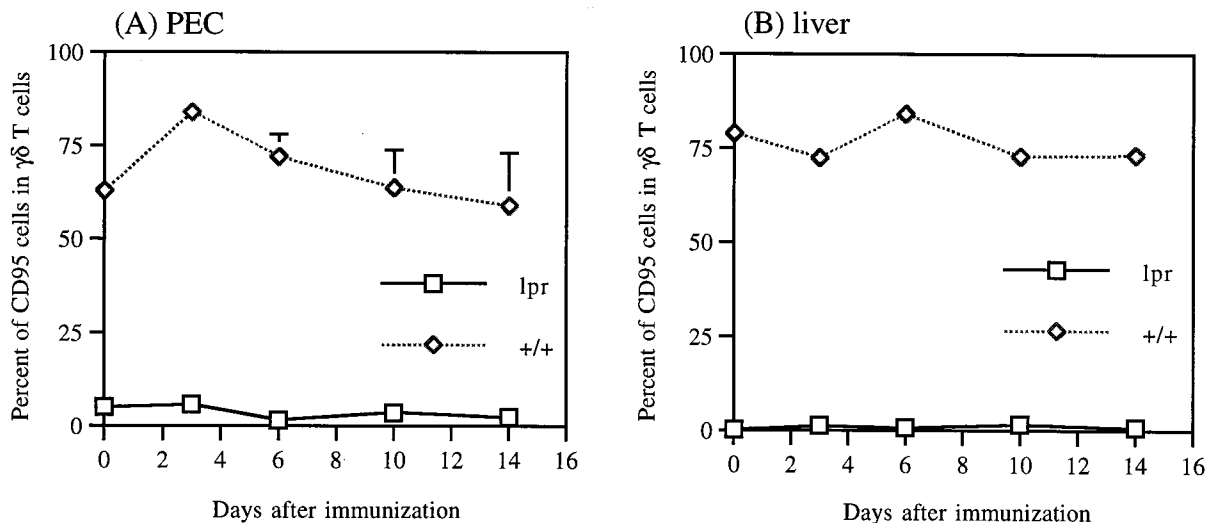 (A) PEC
Percent of CD95 cells in γδ T cells
100
75
50
25
0
lpr
+/+
0 2 4 6 8 10 12 14 16
Days after immunization
(B) liver
Percent of CD95 cells in γδ T cells
100
75
50
25
0
lpr
+/+
0 2 4 6 8 10 12 14 16
Days after immunization